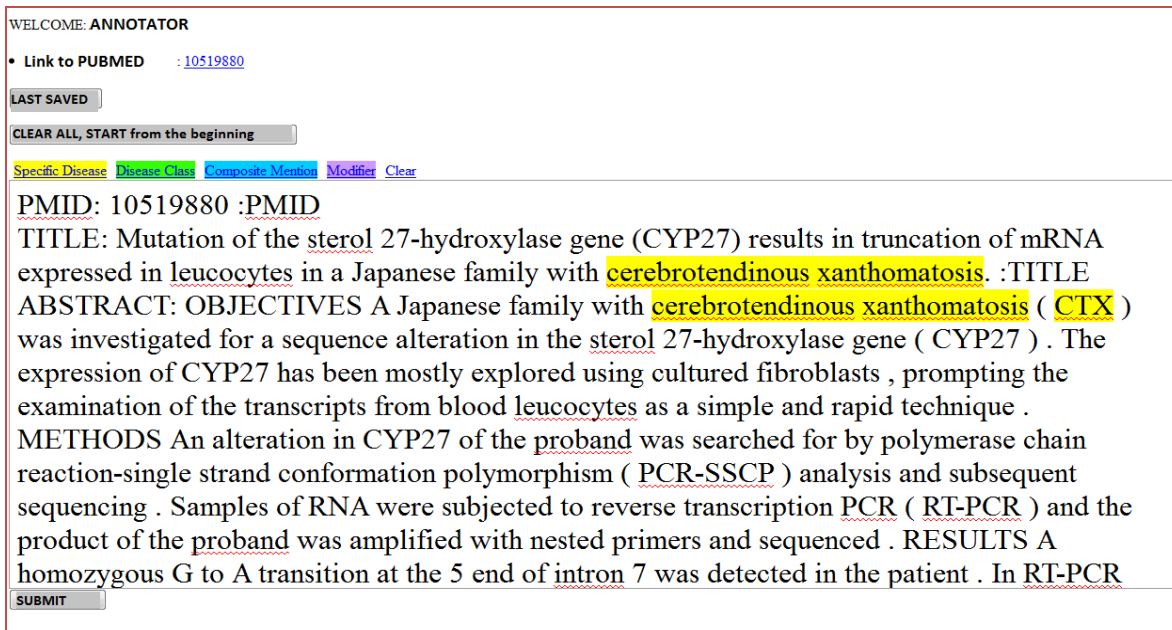 WELCOME: ANNOTATOR
• Link to PUBMED : 10519880
LAST SAVED
CLEAR ALL, START from the beginning
Specific Disease Disease Class Composite Mention Modifier Clear
PMID: 10519880 :PMID
TITLE: Mutation of the sterol 27-hydroxylase gene (CYP27) results in truncation of mRNA
expressed in leucocytes in a Japanese family with cerebrotendinous xanthomatosis. :TITLE
ABSTRACT: OBJECTIVES A Japanese family with cerebrotendinous xanthomatosis ( CTX )
was investigated for a sequence alteration in the sterol 27-hydroxylase gene ( CYP27 ) . The
expression of CYP27 has been mostly explored using cultured fibroblasts , prompting the
examination of the transcripts from blood leucocytes as a simple and rapid technique .
METHODS An alteration in CYP27 of the proband was searched for by polymerase chain
reaction-single strand conformation polymorphism ( PCR-SSCP ) analysis and subsequent
sequencing . Samples of RNA were subjected to reverse transcription PCR ( RT-PCR ) and the
product of the proband was amplified with nested primers and sequenced . RESULTS A
homozygous G to A transition at the 5 end of intron 7 was detected in the patient . In RT-PCR
SUBMIT